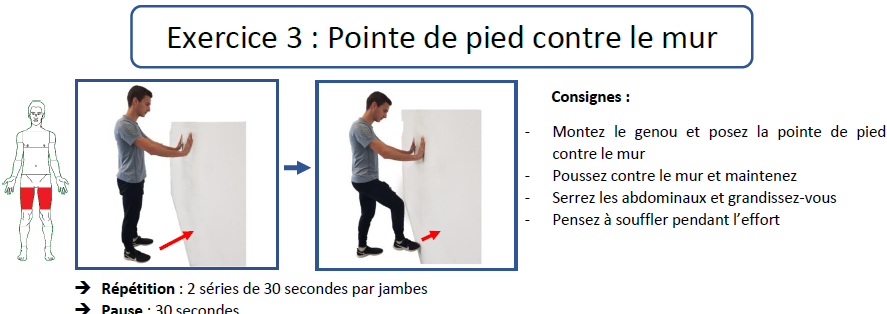 Exercice 3 : Pointe de pied contre le mur
Consignes :
- Montez le genou et posez la pointe de pied
contre le mur
- Poussez contre le mur et maintenez
- Serrez les abdominaux et grandissez-vous
- Pensez à souffler pendant l’effort
➔ Répétition : 2 séries de 30 secondes par jambes
➔ Pause : 30 secondes